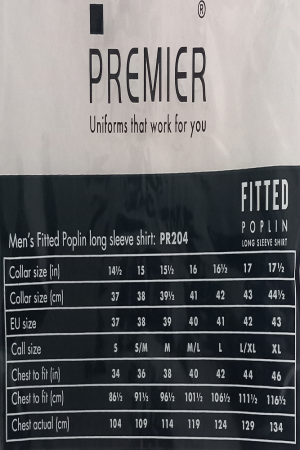 ®
PREMIER
Uniforms that work for you
FITTED
POPLIN
LONG SLEEVE SHIRT
Men's Fitted Poplin long sleeve shirt: PR204
Collar size (in) 14½ 15 15½ 16 16½ 17 17½
Collar size (cm) 37 38 39½ 41 42 43 44½
EU size 37 38 39 40 41 42 43
Call size S S/M M M/L L L/XL XL
Chest to fit (in) 34 36 38 40 42 44 46
Chest to fit (cm) 86½ 91½ 96½ 101½ 106½ 111½ 116½
Chest actual (cm) 104 109 114 119 124 129 134